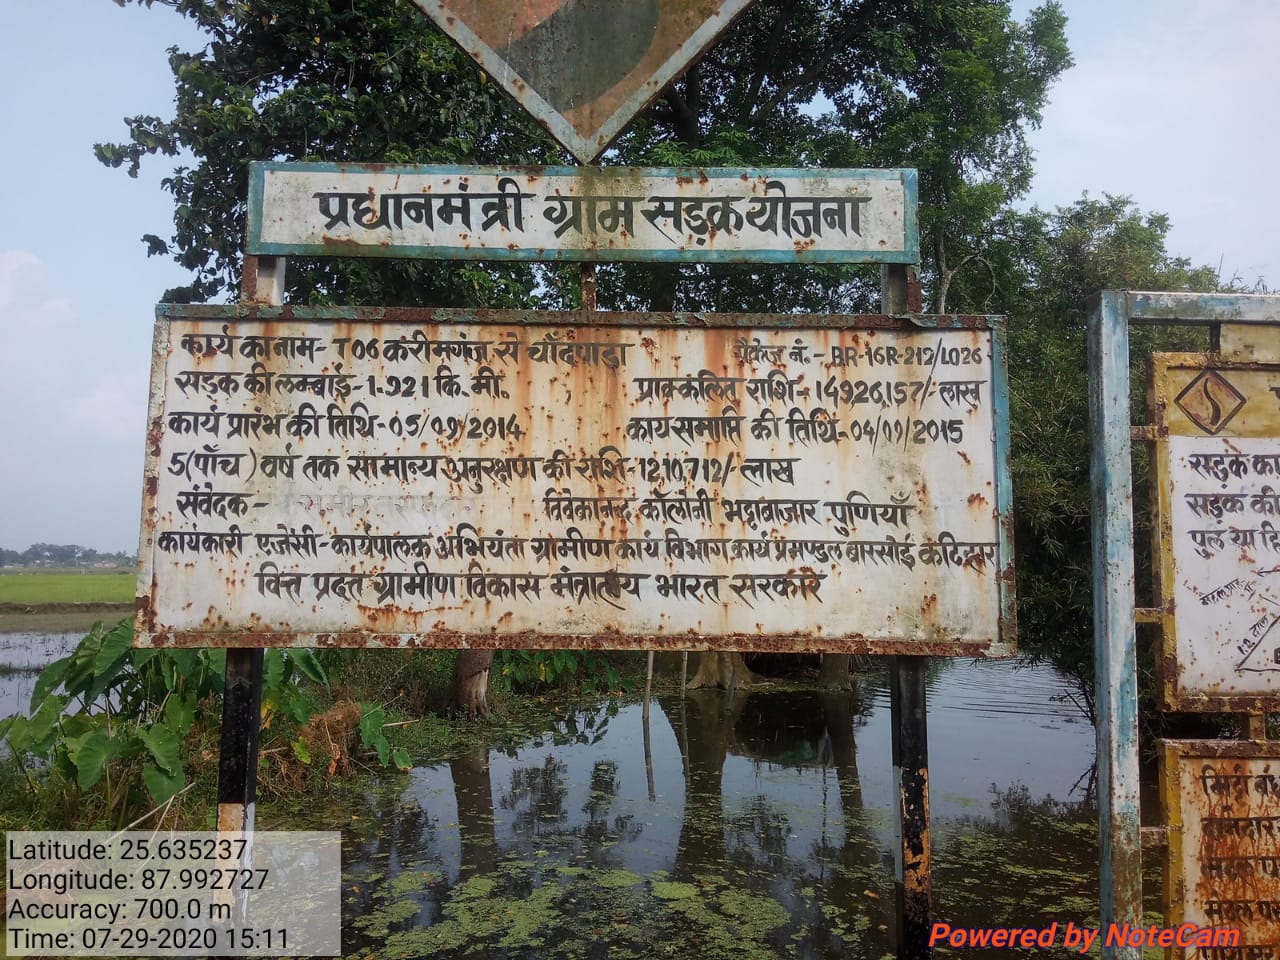 प्रधानमंत्री ग्राम सड़क योजना
कार्य का नाम- T06 करीमगंज से चाँदपाड़ा पैकेज नं.- BR-16R-212/L026
सड़क की लम्बाई-1.921 कि.मी. प्राक्कलित राशि-14926157/- लाख
कार्य प्रारंभ की तिथि-05/09/2014 कार्य समाप्ति की तिथि-04/09/2015
5(पाँच) वर्ष तक सामान्य अनुरक्षण की राशि-1210712/- लाख
संवेदक- विवेकानन्द कॉलोनी भट्ठाबाजार पुर्णियाँ
कार्यकारी एजेंसी-कार्यपालक अभियंता ग्रामीण कार्य विभाग कार्य प्रमण्डल बारसोई कटिहार
वित्त प्रदत्त ग्रामीण विकास मंत्रालय भारत सरकार
सड़क का
सड़क की
Latitude: 25.635237
Longitude: 87.992727
Accuracy: 700.0 m
Time: 07-29-2020 15:11
Powered by NoteCam